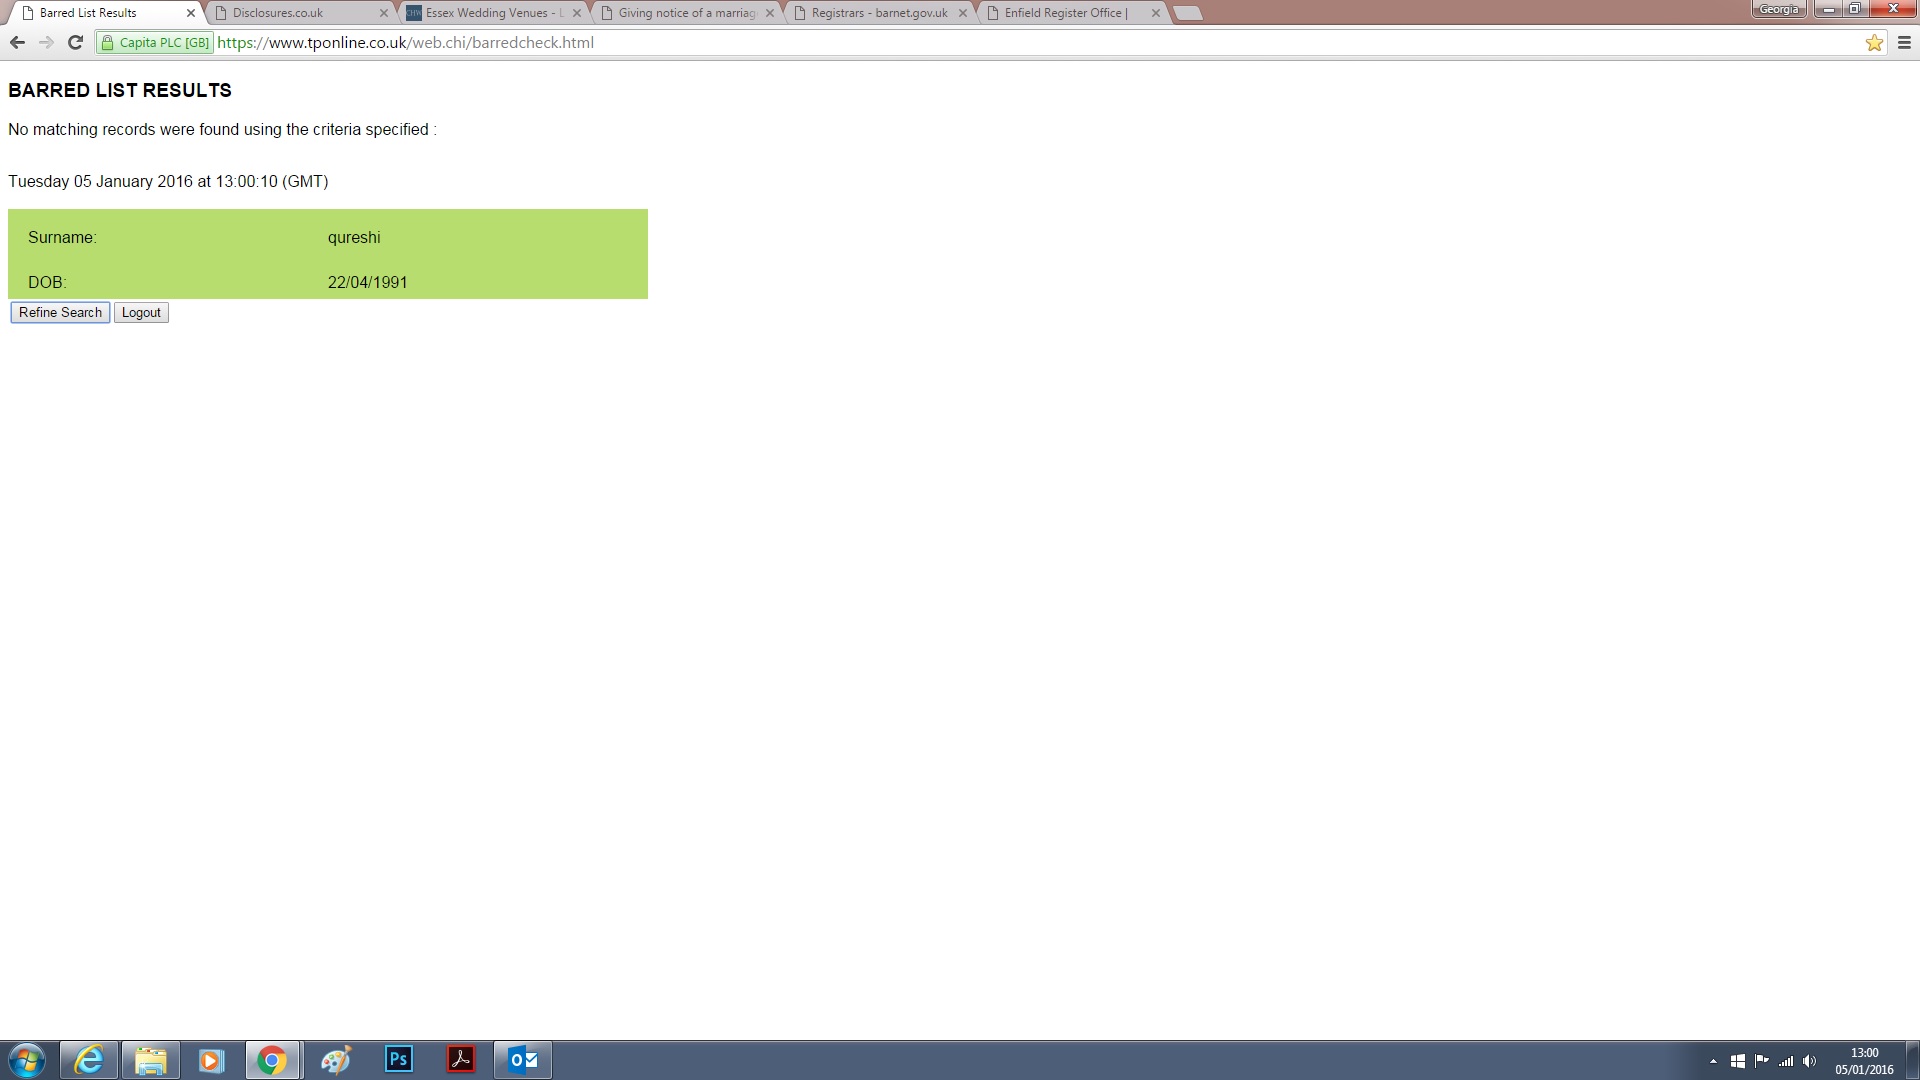 Barred List Results
Disclosures.co.uk
CHW Essex Wedding Venues - L
Giving notice of a marriag
Registrars - barnet.gov.uk
Enfield Register Office |
Georgia
Capita PLC [GB] https://www.tponline.co.uk/web.chi/barredcheck.html
BARRED LIST RESULTS
No matching records were found using the criteria specified :
Tuesday 05 January 2016 at 13:00:10 (GMT)
Surname: qureshi
DOB: 22/04/1991
Refine Search Logout
Ps
13:00
05/01/2016